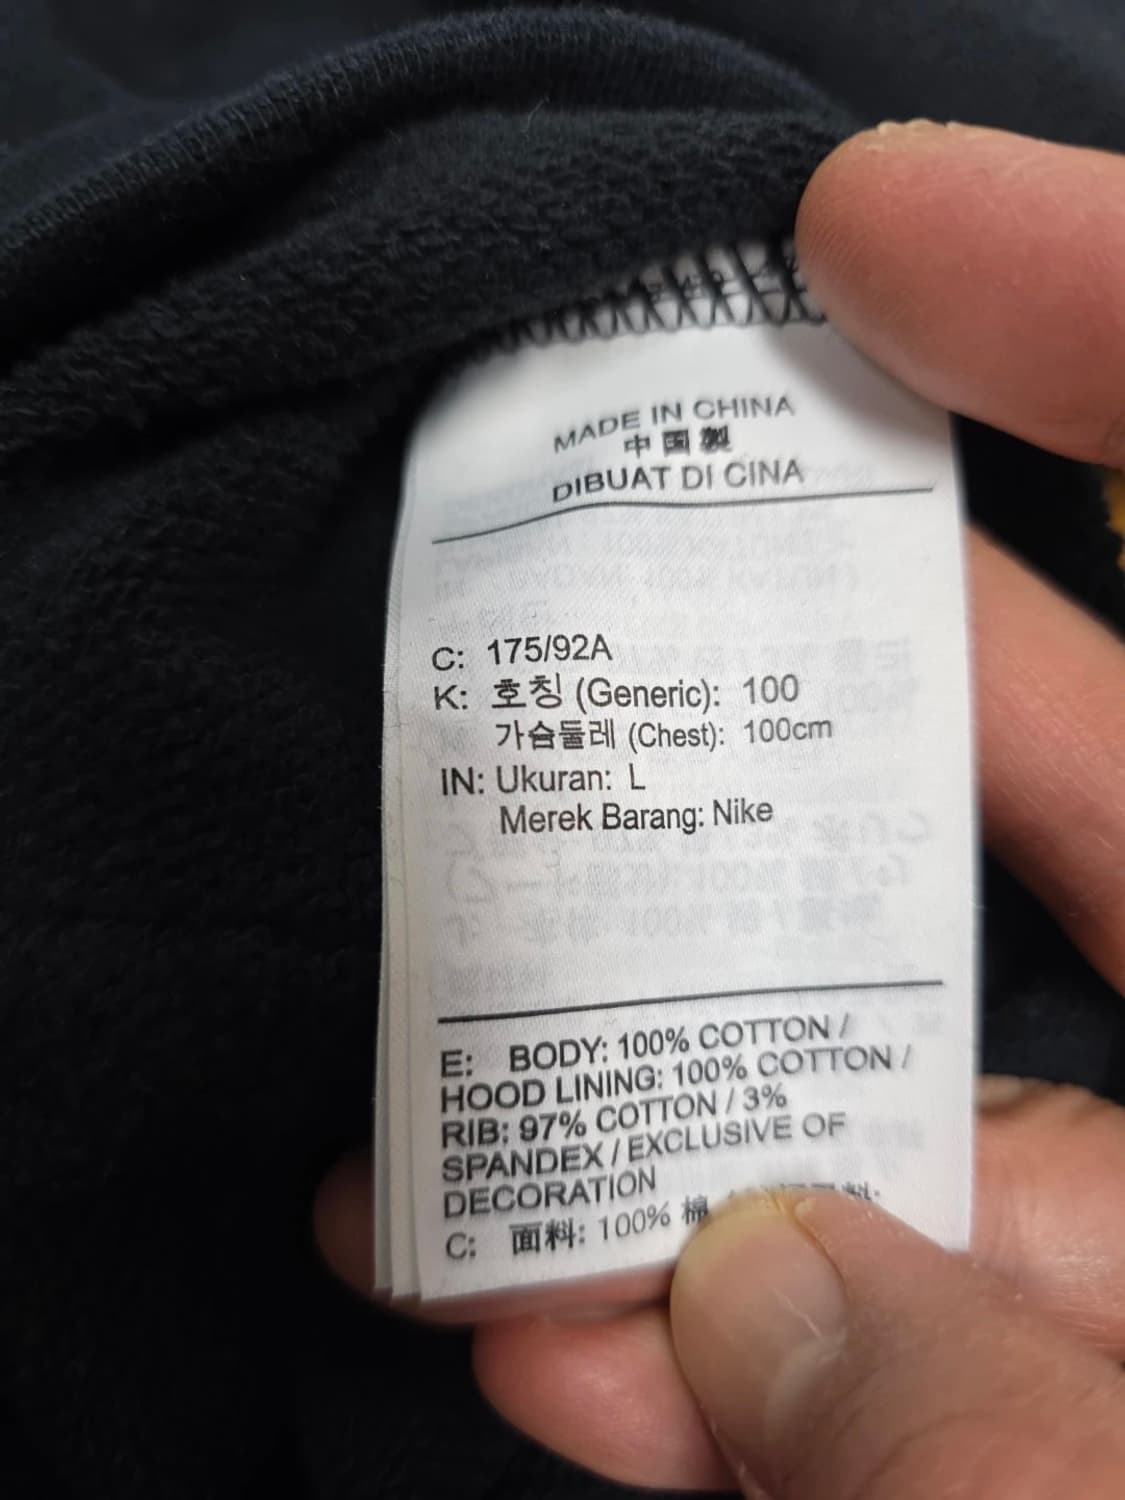 MADE IN CHINA
中国製
DIBUAT DI CINA
C: 175/92A
K: 호칭 (Generic): 100
가슴둘레 (Chest): 100cm
IN: Ukuran: L
Merek Barang: Nike
E: BODY: 100% COTTON /
HOOD LINING: 100% COTTON /
RIB: 97% COTTON / 3%
SPANDEX / EXCLUSIVE OF
DECORATION
C: 面料: 100% 棉